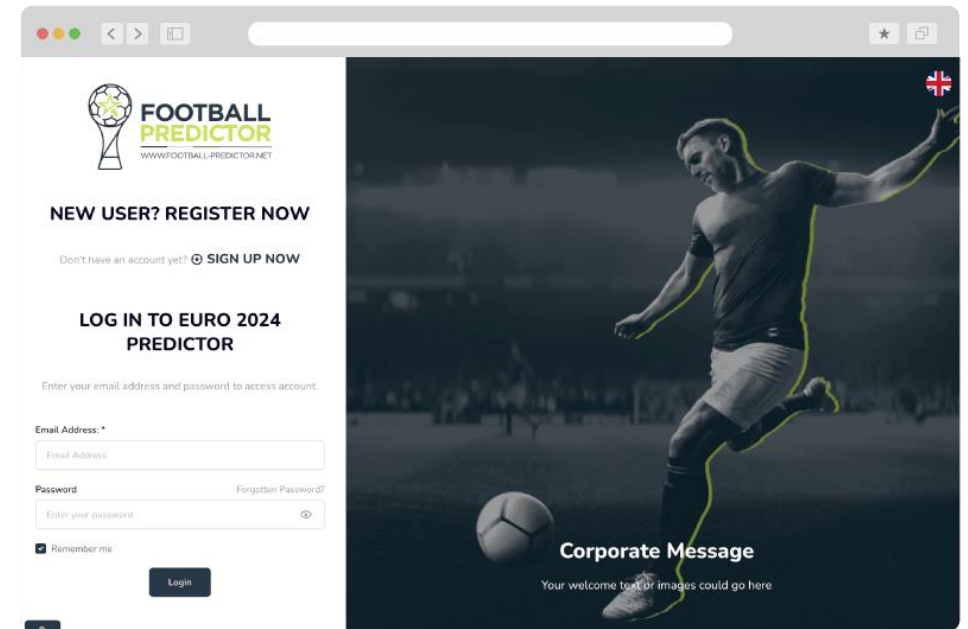 FOOTBALL
PREDICTOR
WWW.FOOTBALL-PREDICTOR.NET
NEW USER? REGISTER NOW
Don't have an account yet? SIGN UP NOW
LOG IN TO EURO 2024
PREDICTOR
Enter your email address and password to access account.
Email Address: *
Email Address
Password Forgotten Password?
Enter your password
Remember me
Login
Corporate Message
Your welcome text or images could go here